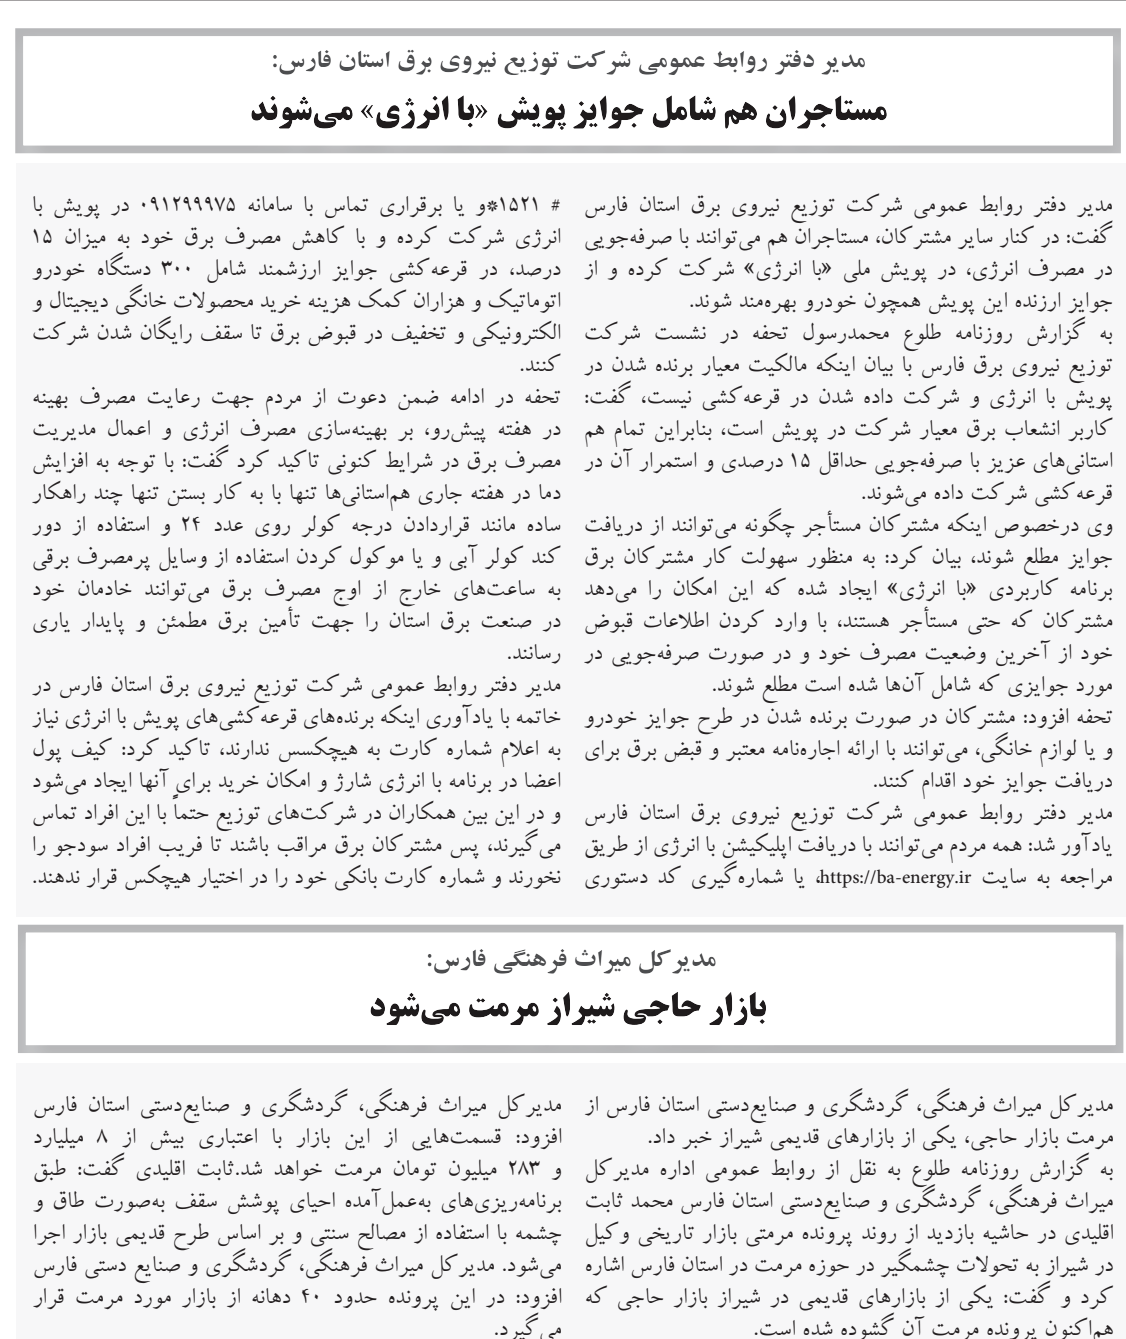 مدیر دفتر روابط عمومی شرکت توزیع نیروی برق استان فارس:
مستاجران هم شامل جوایز پویش «با انرژی» می‌شوند
مدیر دفتر روابط عمومی شرکت توزیع نیروی برق استان فارس
گفت: در کنار سایر مشترکان، مستاجران هم می‌توانند با صرفه‌جویی
در مصرف انرژی، در پویش ملی «با انرژی» شرکت کرده و از
جوایز ارزنده این پویش همچون خودرو بهره‌مند شوند.
به گزارش روزنامه طلوع محمدرسول تحفه در نشست شرکت
توزیع نیروی برق فارس با بیان اینکه مالکیت معیار برنده شدن در
پویش با انرژی و شرکت داده شدن در قرعه‌کشی نیست، گفت:
کاربر انشعاب برق معیار شرکت در پویش است، بنابراین تمام هم
استانی‌های عزیز با صرفه‌جویی حداقل ۱۵ درصدی و استمرار آن در
قرعه‌کشی شرکت داده می‌شوند.
وی درخصوص اینکه مشترکان مستأجر چگونه می‌توانند از دریافت
جوایز مطلع شوند، بیان کرد: به منظور سهولت کار مشترکان برق
برنامه کاربردی «با انرژی» ایجاد شده که این امکان را می‌دهد
مشترکان که حتی مستأجر هستند، با وارد کردن اطلاعات قبوض
خود از آخرین وضعیت مصرف خود و در صورت صرفه‌جویی در
مورد جوایزی که شامل آن‌ها شده است مطلع شوند.
تحفه افزود: مشترکان در صورت برنده شدن در طرح جوایز خودرو
و یا لوازم خانگی، می‌توانند با ارائه اجاره‌نامه معتبر و قبض برق برای
دریافت جوایز خود اقدام کنند.
مدیر دفتر روابط عمومی شرکت توزیع نیروی برق استان فارس
یادآور شد: همه مردم می‌توانند با دریافت اپلیکیشن با انرژی از طریق
مراجعه به سایت https://ba-energy.ir، یا شماره‌گیری کد دستوری
# ۱۵۲۱*و یا برقراری تماس با سامانه ۰۹۱۲۹۹۹۷۵ در پویش با
انرژی شرکت کرده و با کاهش مصرف برق خود به میزان ۱۵
درصد، در قرعه‌کشی جوایز ارزشمند شامل ۳۰۰ دستگاه خودرو
اتوماتیک و هزاران کمک هزینه خرید محصولات خانگی دیجیتال و
الکترونیکی و تخفیف در قبوض برق تا سقف رایگان شدن شرکت
کنند.
تحفه در ادامه ضمن دعوت از مردم جهت رعایت مصرف بهینه
در هفته پیش‌رو، بر بهینه‌سازی مصرف انرژی و اعمال مدیریت
مصرف برق در شرایط کنونی تاکید کرد گفت: با توجه به افزایش
دما در هفته جاری هم‌استانی‌ها تنها با به کار بستن تنها چند راهکار
ساده مانند قراردادن درجه کولر روی عدد ۲۴ و استفاده از دور
کند کولر آبی و یا موکول کردن استفاده از وسایل پرمصرف برقی
به ساعت‌های خارج از اوج مصرف برق می‌توانند خادمان خود
در صنعت برق استان را جهت تأمین برق مطمئن و پایدار یاری
رسانند.
مدیر دفتر روابط عمومی شرکت توزیع نیروی برق استان فارس در
خاتمه با یادآوری اینکه برنده‌های قرعه‌کشی‌های پویش با انرژی نیاز
به اعلام شماره کارت به هیچکسس ندارند، تاکید کرد: کیف پول
اعضا در برنامه با انرژی شارژ و امکان خرید برای آنها ایجاد می‌شود
و در این بین همکاران در شرکت‌های توزیع حتماً با این افراد تماس
می‌گیرند، پس مشترکان برق مراقب باشند تا فریب افراد سودجو را
نخورند و شماره کارت بانکی خود را در اختیار هیچکس قرار ندهند.
مدیرکل میراث فرهنگی فارس:
بازار حاجی شیراز مرمت می‌شود
مدیرکل میراث فرهنگی، گردشگری و صنایع‌دستی استان فارس از
مرمت بازار حاجی، یکی از بازارهای قدیمی شیراز خبر داد.
به گزارش روزنامه طلوع به نقل از روابط عمومی اداره مدیرکل
میراث فرهنگی، گردشگری و صنایع‌دستی استان فارس محمد ثابت
اقلیدی در حاشیه بازدید از روند پرونده مرمتی بازار تاریخی وکیل
در شیراز به تحولات چشمگیر در حوزه مرمت در استان فارس اشاره
کرد و گفت: یکی از بازارهای قدیمی در شیراز بازار حاجی که
هم‌اکنون پرونده مرمت آن گشوده شده است.
مدیرکل میراث فرهنگی، گردشگری و صنایع‌دستی استان فارس
افزود: قسمت‌هایی از این بازار با اعتباری بیش از ۸ میلیارد
و ۲۸۳ میلیون تومان مرمت خواهد شد.ثابت اقلیدی گفت: طبق
برنامه‌ریزی‌های به‌عمل‌آمده احیای پوشش سقف به‌صورت طاق و
چشمه با استفاده از مصالح سنتی و بر اساس طرح قدیمی بازار اجرا
می‌شود. مدیرکل میراث فرهنگی، گردشگری و صنایع دستی فارس
افزود: در این پرونده حدود ۴۰ دهانه از بازار مورد مرمت قرار
می‌گیرد.